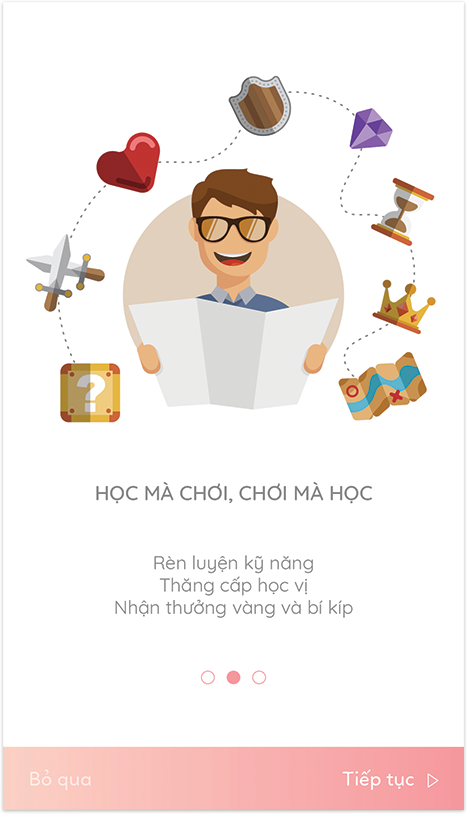 ?
HỌC MÀ CHƠI, CHƠI MÀ HỌC
Rèn luyện kỹ năng
Thăng cấp học vị
Nhận thưởng vàng và bí kíp
Bỏ qua
Tiếp tục